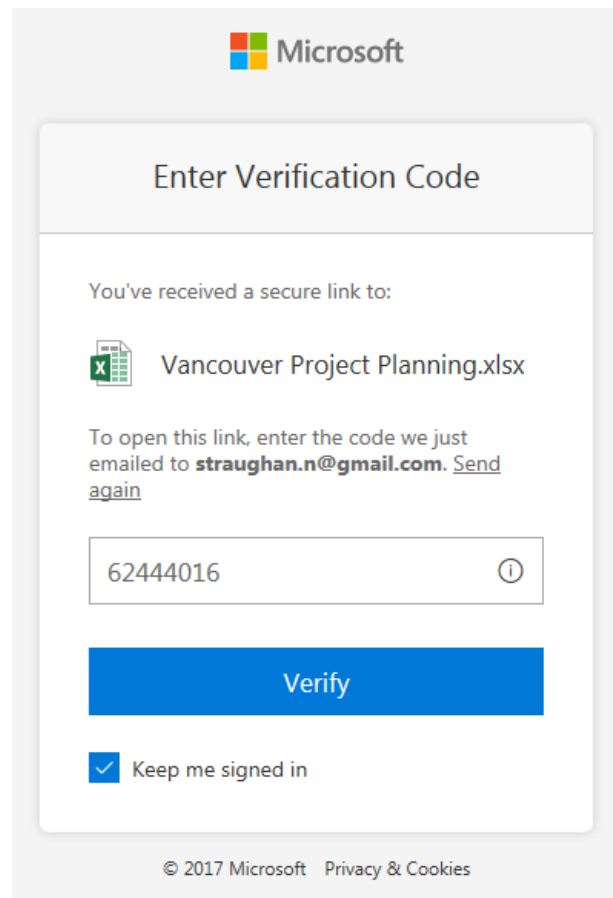 Microsoft
Enter Verification Code
You've received a secure link to:
Vancouver Project Planning.xlsx
To open this link, enter the code we just
emailed to straughan.n@gmail.com. Send
again
62444016
Verify
Keep me signed in
© 2017 Microsoft Privacy & Cookies